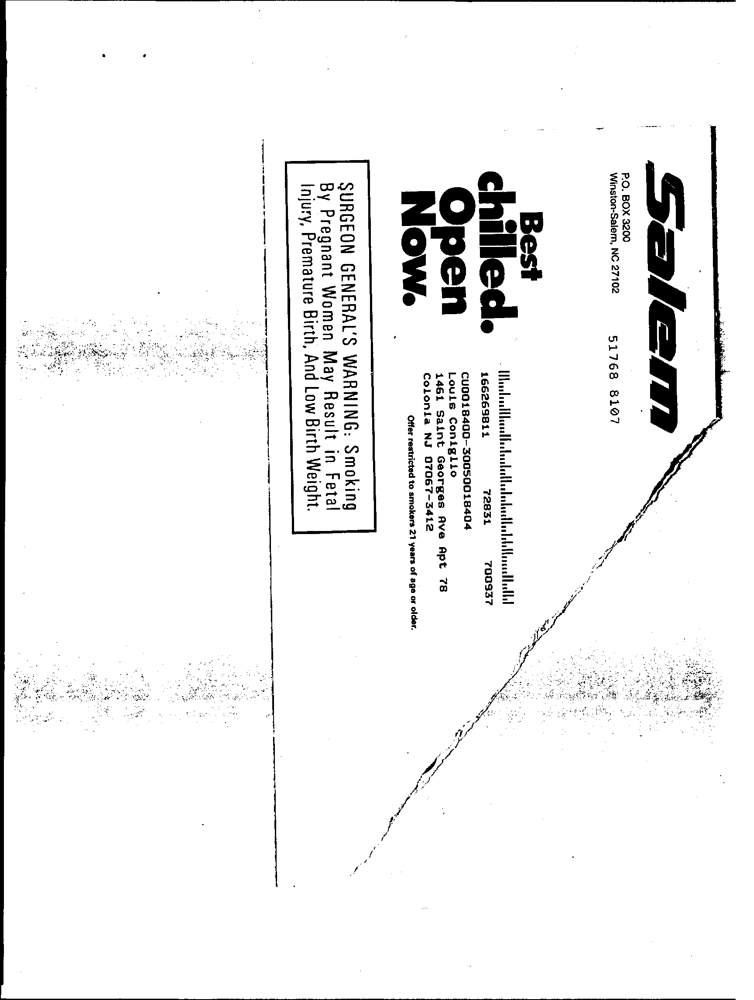 Salem
P.O. BOX 3200
Winston-Salem, NC 27102
51768 8107
Best
chilled.
Open
Now.
166269811 72831 700937
CU0018400-30050018404
Louis Coniglio
1461 Saint Georges Ave Apt 78
Colonia NJ 07067-3412
Offer restricted to smokers 21 years of age or older.
SURGEON GENERAL'S WARNING: Smoking
By Pregnant Women May Result in Fetal
Injury, Premature Birth, And Low Birth Weight.